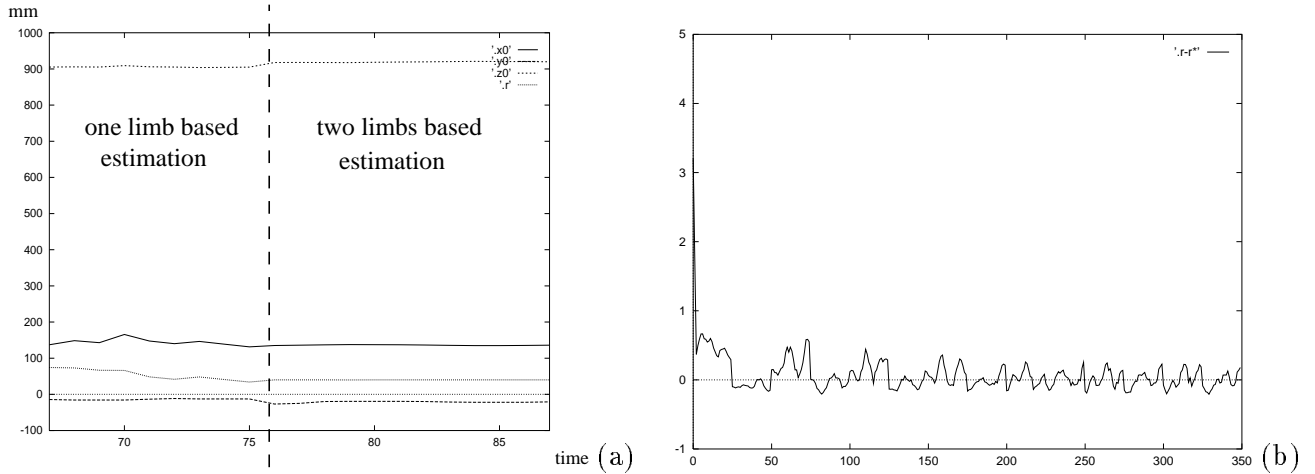 mm
1000
900
800
700
600
500
400
300
200
100
0
-100
70
75
80
85
time
'.x0'
'.y0'
'.z0'
'.r'
one limb based
estimation
two limbs based
estimation
(a)
5
4
3
2
1
0
-1
0
50
100
150
200
250
300
350
'.r-r*'
(b)